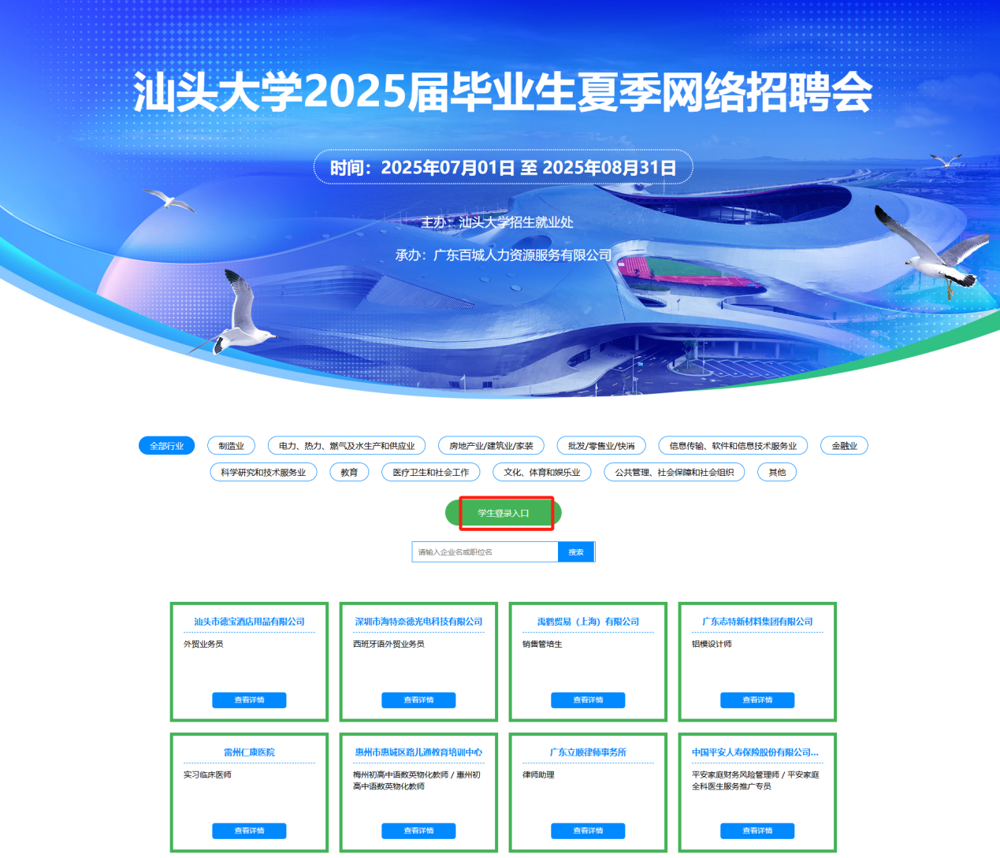 汕头大学2025届毕业生夏季网络招聘会
时间：2025年07月01日 至 2025年08月31日
主办：汕头大学招生就业处
承办：广东百城人力资源服务有限公司
全部行业 制造业 电力、热力、燃气及水生产和供应业 房地产业/建筑业/家装 批发/零售业/快消 信息传输、软件和信息技术服务业 金融业
科学研究和技术服务业 教育 医疗卫生和社会工作 文化、体育和娱乐业 公共管理、社会保障和社会组织 其他
学生登录入口
请输入企业名或职位名 搜索
汕头市德宝酒店用品有限公司
外贸业务员
查看详情
深圳市海特奈德光电科技有限公司
西班牙语外贸业务员
查看详情
禹鹤贸易（上海）有限公司
销售管培生
查看详情
广东志特新材料集团有限公司
铝模设计师
查看详情
雷州仁康医院
实习临床医师
查看详情
惠州市惠城区路儿通教育培训中心
梅州初高中语数英物化教师 / 惠州初
高中语数英物化教师
查看详情
广东立顺律师事务所
律师助理
查看详情
中国平安人寿保险股份有限公司...
平安家庭财务风险管理师 / 平安家庭
全科医生服务推广专员
查看详情